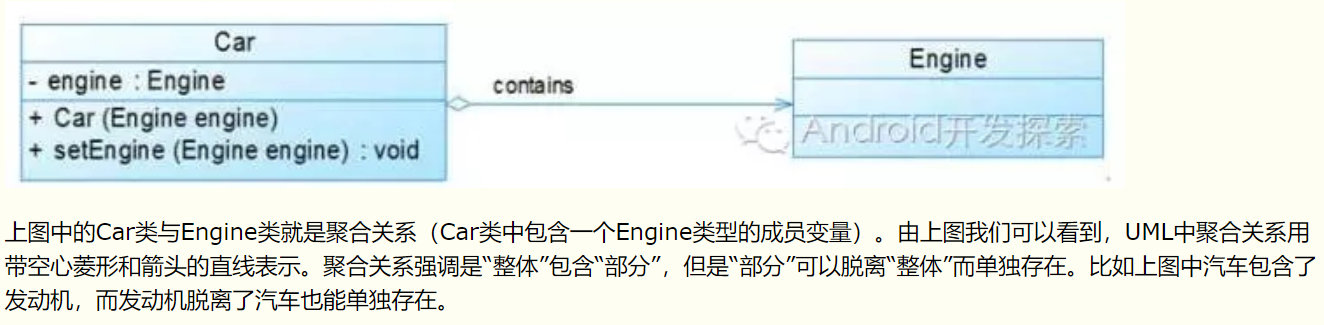 Car
- engine : Engine
+ Car (Engine engine)
+ setEngine (Engine engine) : void
contains
Engine
Android开发探索
上图中的Car类与Engine类就是聚合关系（Car类中包含一个Engine类型的成员变量）。由上图我们可以看到，UML中聚合关系用
带空心菱形和箭头的直线表示。聚合关系强调是“整体”包含“部分”，但是“部分”可以脱离“整体”而单独存在。比如上图中汽车包含了
发动机，而发动机脱离了汽车也能单独存在。